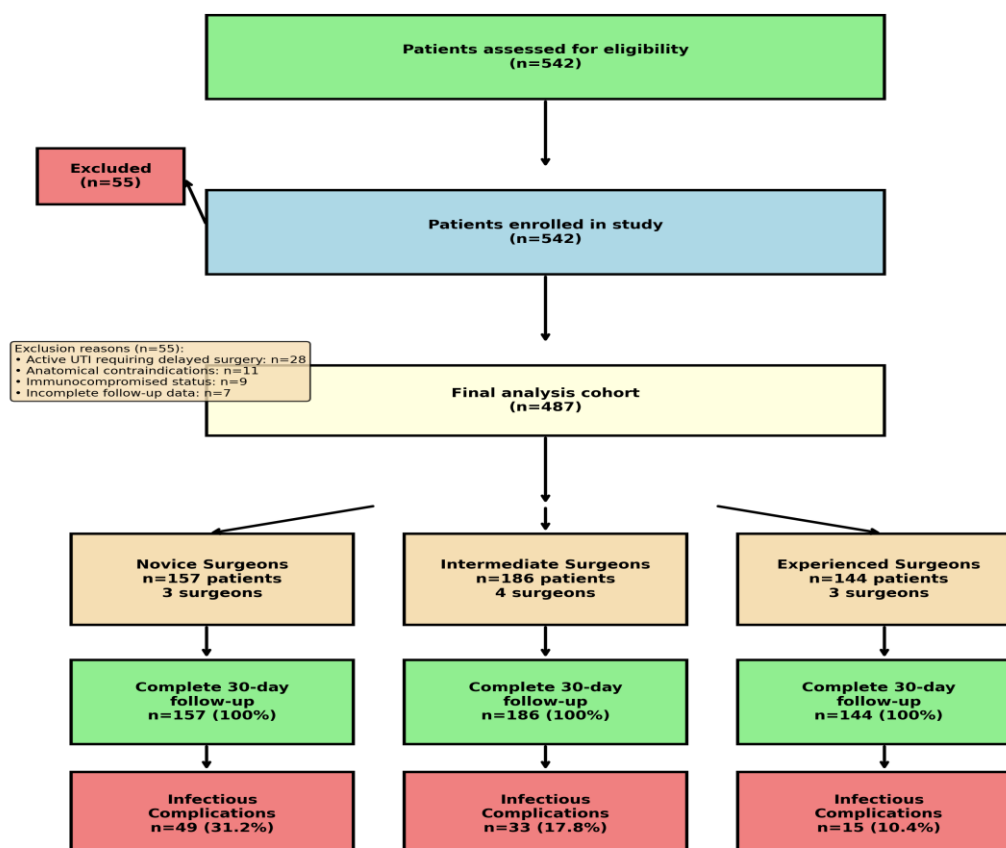 Patients assessed for eligibility
(n=542)
Excluded
(n=55)
Patients enrolled in study
(n=542)
Exclusion reasons (n=55):
• Active UTI requiring delayed surgery: n=28
• Anatomical contraindications: n=11
• Immunocompromised status: n=9
• Incomplete follow-up data: n=7
Final analysis cohort
(n=487)
Novice Surgeons
n=157 patients
3 surgeons
Intermediate Surgeons
n=186 patients
4 surgeons
Experienced Surgeons
n=144 patients
3 surgeons
Complete 30-day
follow-up
n=157 (100%)
Complete 30-day
follow-up
n=186 (100%)
Complete 30-day
follow-up
n=144 (100%)
Infectious
Complications
n=49 (31.2%)
Infectious
Complications
n=33 (17.8%)
Infectious
Complications
n=15 (10.4%)